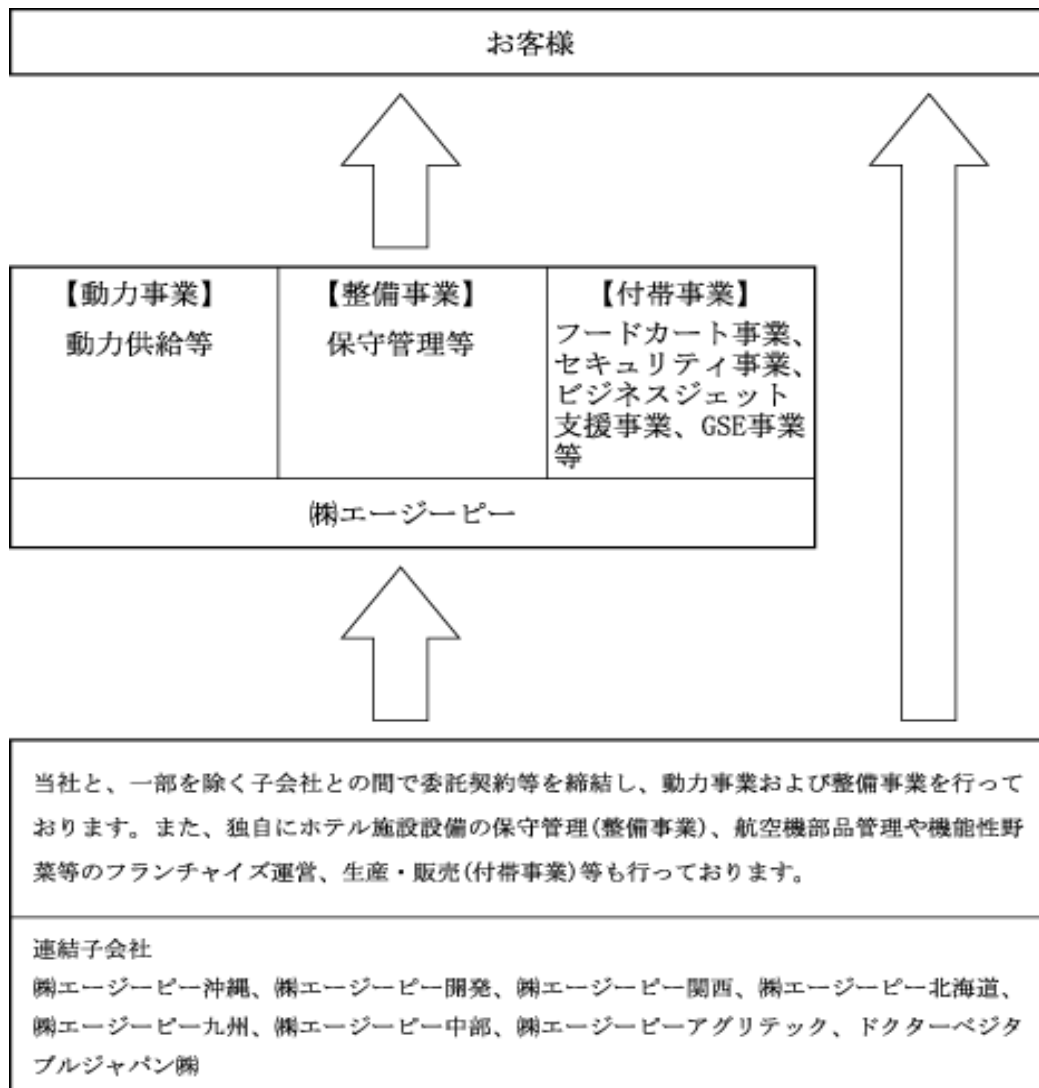 お客様
【動力事業】
動力供給等
【整備事業】
保守管理等
【付帯事業】
フードカート事業、
セキュリティ事業、
ビジネスジェット
支援事業、GSE事業
等
㈱エージーピー
当社と、一部を除く子会社との間で委託契約等を締結し、動力事業および整備事業を行って
おります。また、独自にホテル施設設備の保守管理(整備事業)、航空機部品管理や機能性野
菜等のフランチャイズ運営、生産・販売(付帯事業)等も行っております。
連結子会社
㈱エージーピー沖縄、㈱エージーピー開発、㈱エージーピー関西、㈱エージーピー北海道、
㈱エージーピー九州、㈱エージーピー中部、㈱エージーピーアグリテック、ドクターベジタ
ブルジャパン㈱